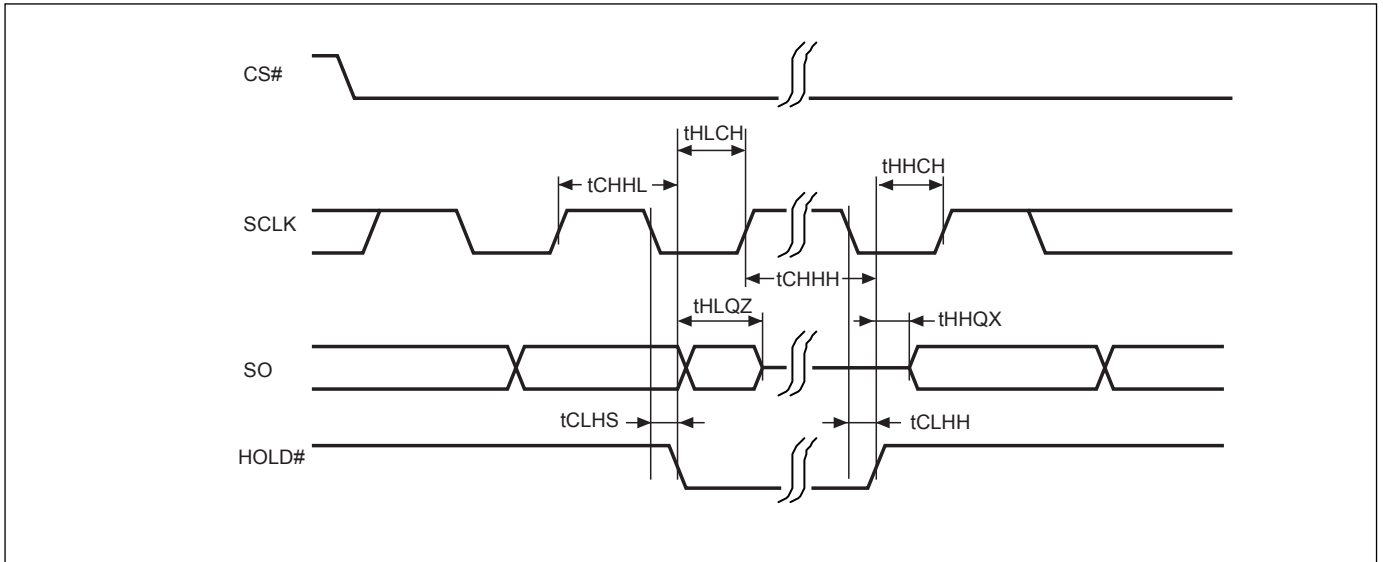 CS#
tHLCH
tHHCH
tCHHL
SCLK
tCHHH
tHLQZ
tHHQX
SO
tCLHS
tCLHH
HOLD#